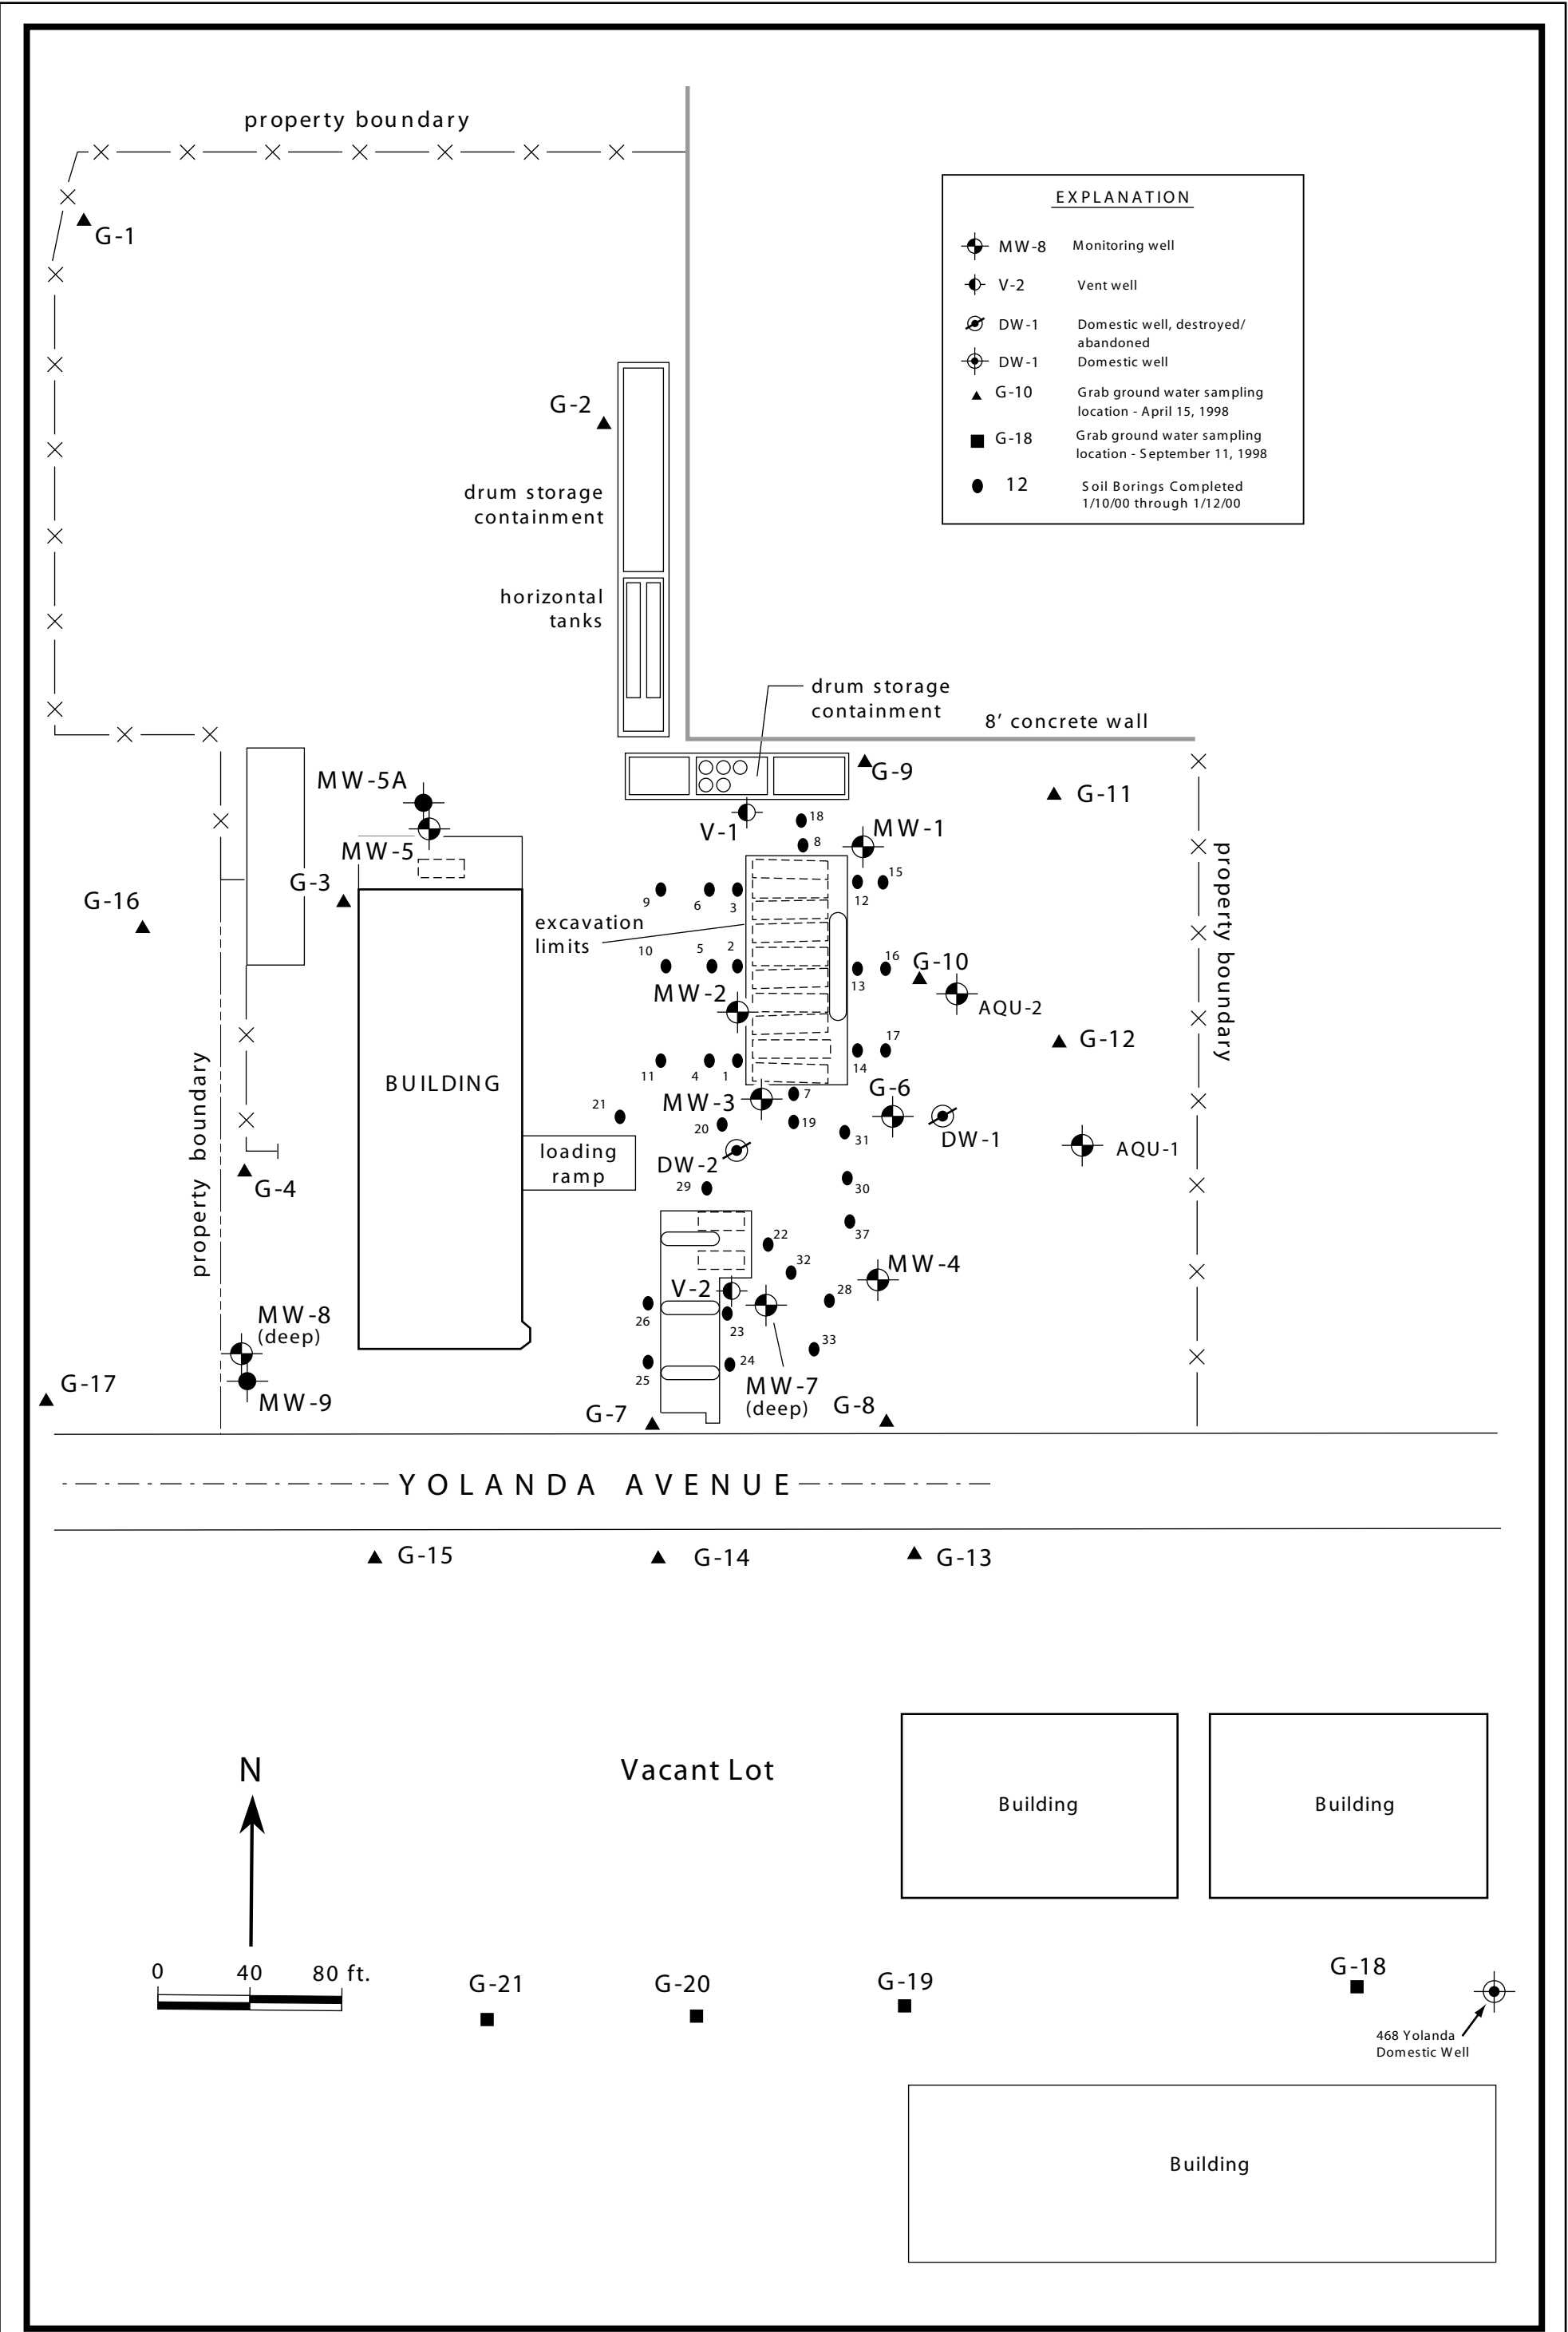 property boundary
G-1
EXPLANATION
MW-8 Monitoring well
V-2 Vent well
DW-1 Domestic well, destroyed/
abandoned
DW-1 Domestic well
G-10 Grab ground water sampling
location - April 15, 1998
G-18 Grab ground water sampling
location - September 11, 1998
12 Soil Borings Completed
1/10/00 through 1/12/00
G-2
drum storage
containment
horizontal
tanks
drum storage
containment
8’ concrete wall
G-9
G-11
MW-5A
V-1
18
MW-1
8
MW-5
G-3
G-16
9
6
3
12
15
excavation
limits
10
5
2
16
G-10
13
MW-2
AQU-2
property boundary
G-12
17
14
11
4
1
BUILDING
G-6
7
MW-3
21
20
19
31
DW-1
AQU-1
loading
ramp
DW-2
29
30
G-4
property boundary
37
22
32
MW-4
V-2
28
26
23
MW-8
(deep)
33
24
25
MW-7
(deep)
G-17
MW-9
G-7
G-8
YOLANDA AVENUE
G-15
G-14
G-13
N
Vacant Lot
Building
Building
0 40 80 ft.
G-21
G-20
G-19
G-18
468 Yolanda
Domestic Well
Building